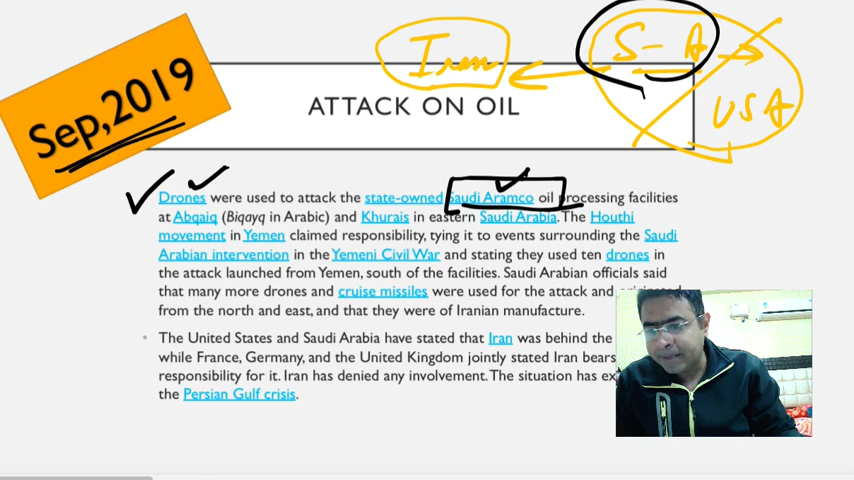 Sep,2019
Iran
S-A
USA
ATTACK ON OIL
Drones were used to attack the state-owned Saudi Aramco oil processing facilities
at Abqaiq (Biqayq in Arabic) and Khurais in eastern Saudi Arabia. The Houthi
movement in Yemen claimed responsibility, tying it to events surrounding the Saudi
Arabian intervention in the Yemeni Civil War and stating they used ten drones in
the attack launched from Yemen, south of the facilities. Saudi Arabian officials said
that many more drones and cruise missiles were used for the attack and originated
from the north and east, and that they were of Iranian manufacture.
• The United States and Saudi Arabia have stated that Iran was behind the
while France, Germany, and the United Kingdom jointly stated Iran bears
responsibility for it. Iran has denied any involvement. The situation has
the Persian Gulf crisis.